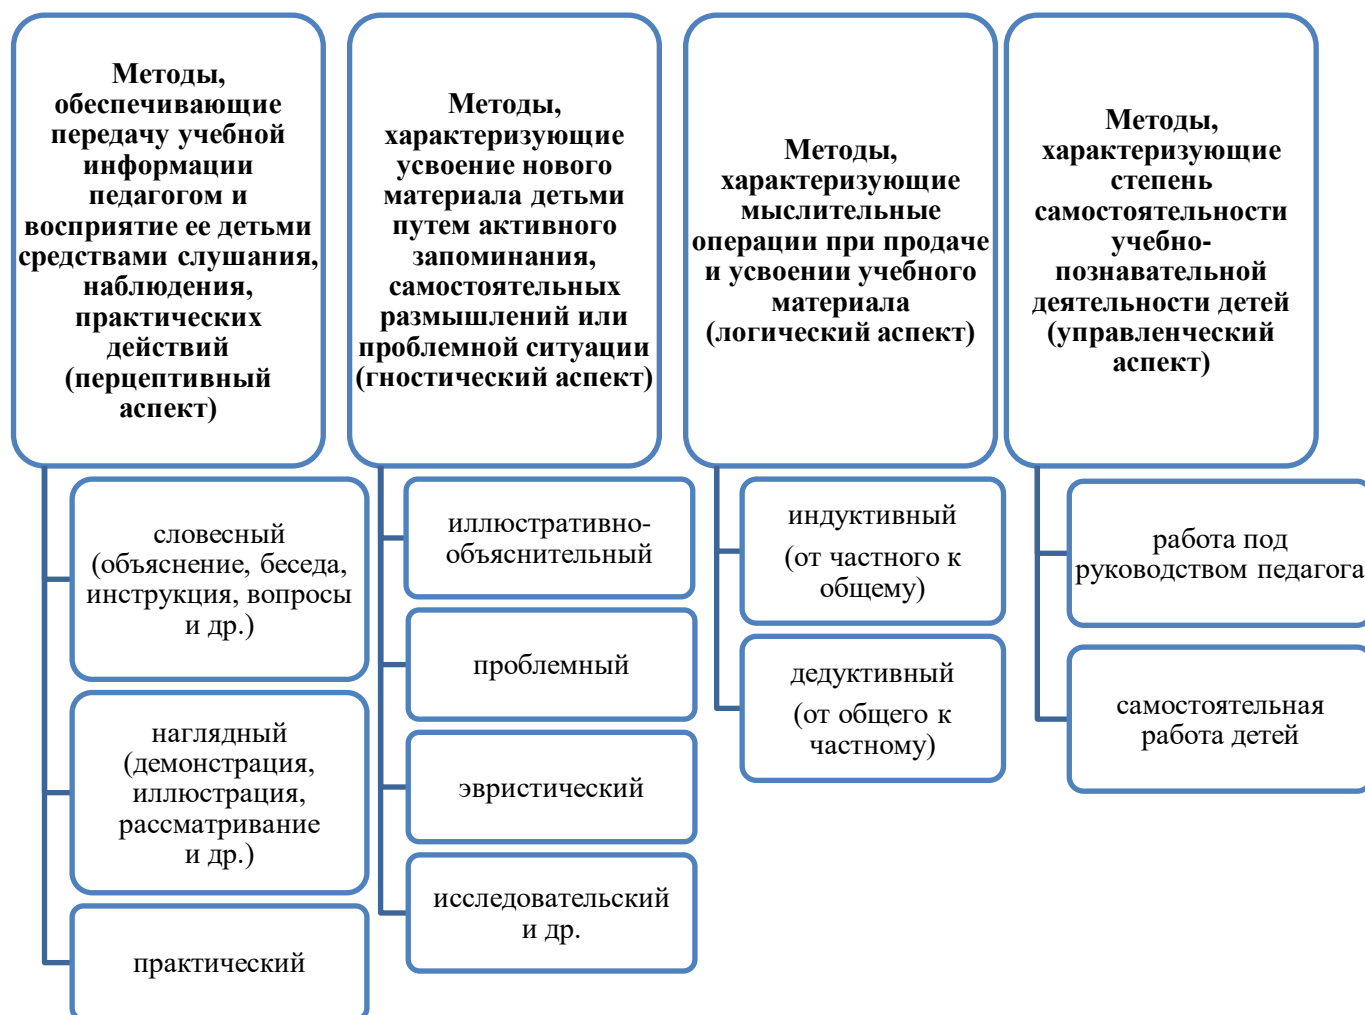 Методы,
обеспечивающие
передачу учебной
информации
педагогом и
восприятие ее детьми
средствами слушания,
наблюдения,
практических
действий
(перцептивный
аспект)
словесный
(объяснение, беседа,
инструкция, вопросы
и др.)
наглядный
(демонстрация,
иллюстрация,
рассматривание
и др.)
практический
Методы,
характеризующие
усвоение нового
материала детьми
путем активного
запоминания,
самостоятельных
размышлений или
проблемной ситуации
(гностический аспект)
иллюстративно-
объяснительный
проблемный
эвристический
исследовательский
и др.
Методы,
характеризующие
мыслительные
операции при продаче
и усвоении учебного
материала
(логический аспект)
индуктивный
(от частного к
общему)
дедуктивный
(от общего к
частному)
Методы,
характеризующие
степень
самостоятельности
учебно-
познавательной
деятельности детей
(управленческий
аспект)
работа под
руководством педагога
самостоятельная
работа детей